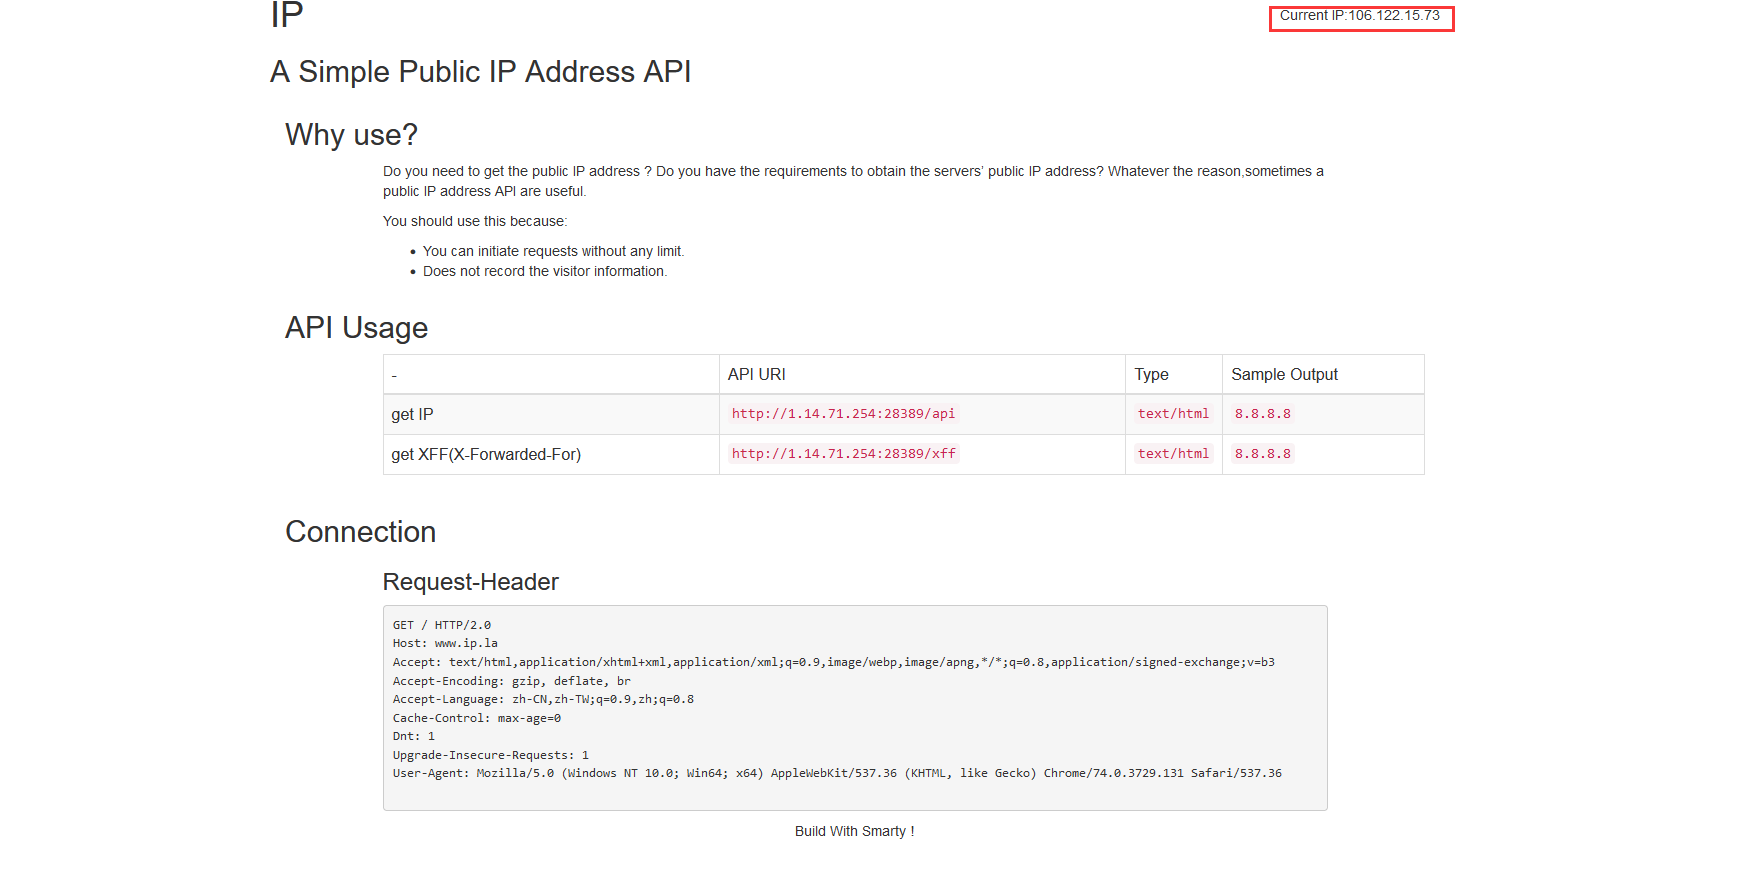 IP
Current IP:106.122.15.73
A Simple Public IP Address API
Why use?
Do you need to get the public IP address ? Do you have the requirements to obtain the servers' public IP address? Whatever the reason,sometimes a
public IP address API are useful.
You should use this because:
• You can initiate requests without any limit.
• Does not record the visitor information.
API Usage
- API URI Type Sample Output
get IP http://1.14.71.254:28389/api text/html 8.8.8.8
get XFF(X-Forwarded-For) http://1.14.71.254:28389/xff text/html 8.8.8.8
Connection
Request-Header
GET / HTTP/2.0
Host: www.ip.la
Accept: text/html,application/xhtml+xml,application/xml;q=0.9,image/webp,image/apng,*/*;q=0.8,application/signed-exchange;v=b3
Accept-Encoding: gzip, deflate, br
Accept-Language: zh-CN,zh-TW;q=0.9,zh;q=0.8
Cache-Control: max-age=0
Dnt: 1
Upgrade-Insecure-Requests: 1
User-Agent: Mozilla/5.0 (Windows NT 10.0; Win64; x64) AppleWebKit/537.36 (KHTML, like Gecko) Chrome/74.0.3729.131 Safari/537.36
Build With Smarty !